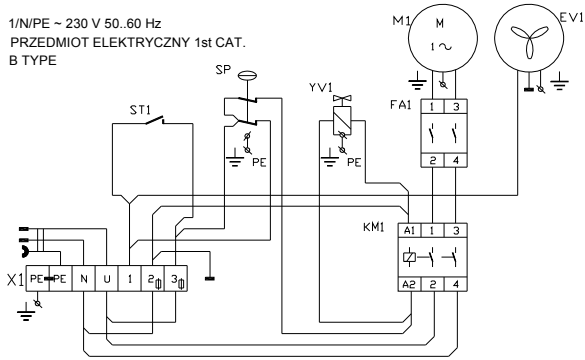 1/N/PE ~ 230 V 50..60 Hz
PRZEDMIOT ELEKTRYCZNY 1st CAT.
B TYPE
M1
M
1 ~
EV1
SP
YV1
ST1
FA1
1 3
2 4
PE
PE
KM1
A1 1 3
A2 2 4
X1 PE PE N U 1 2 3